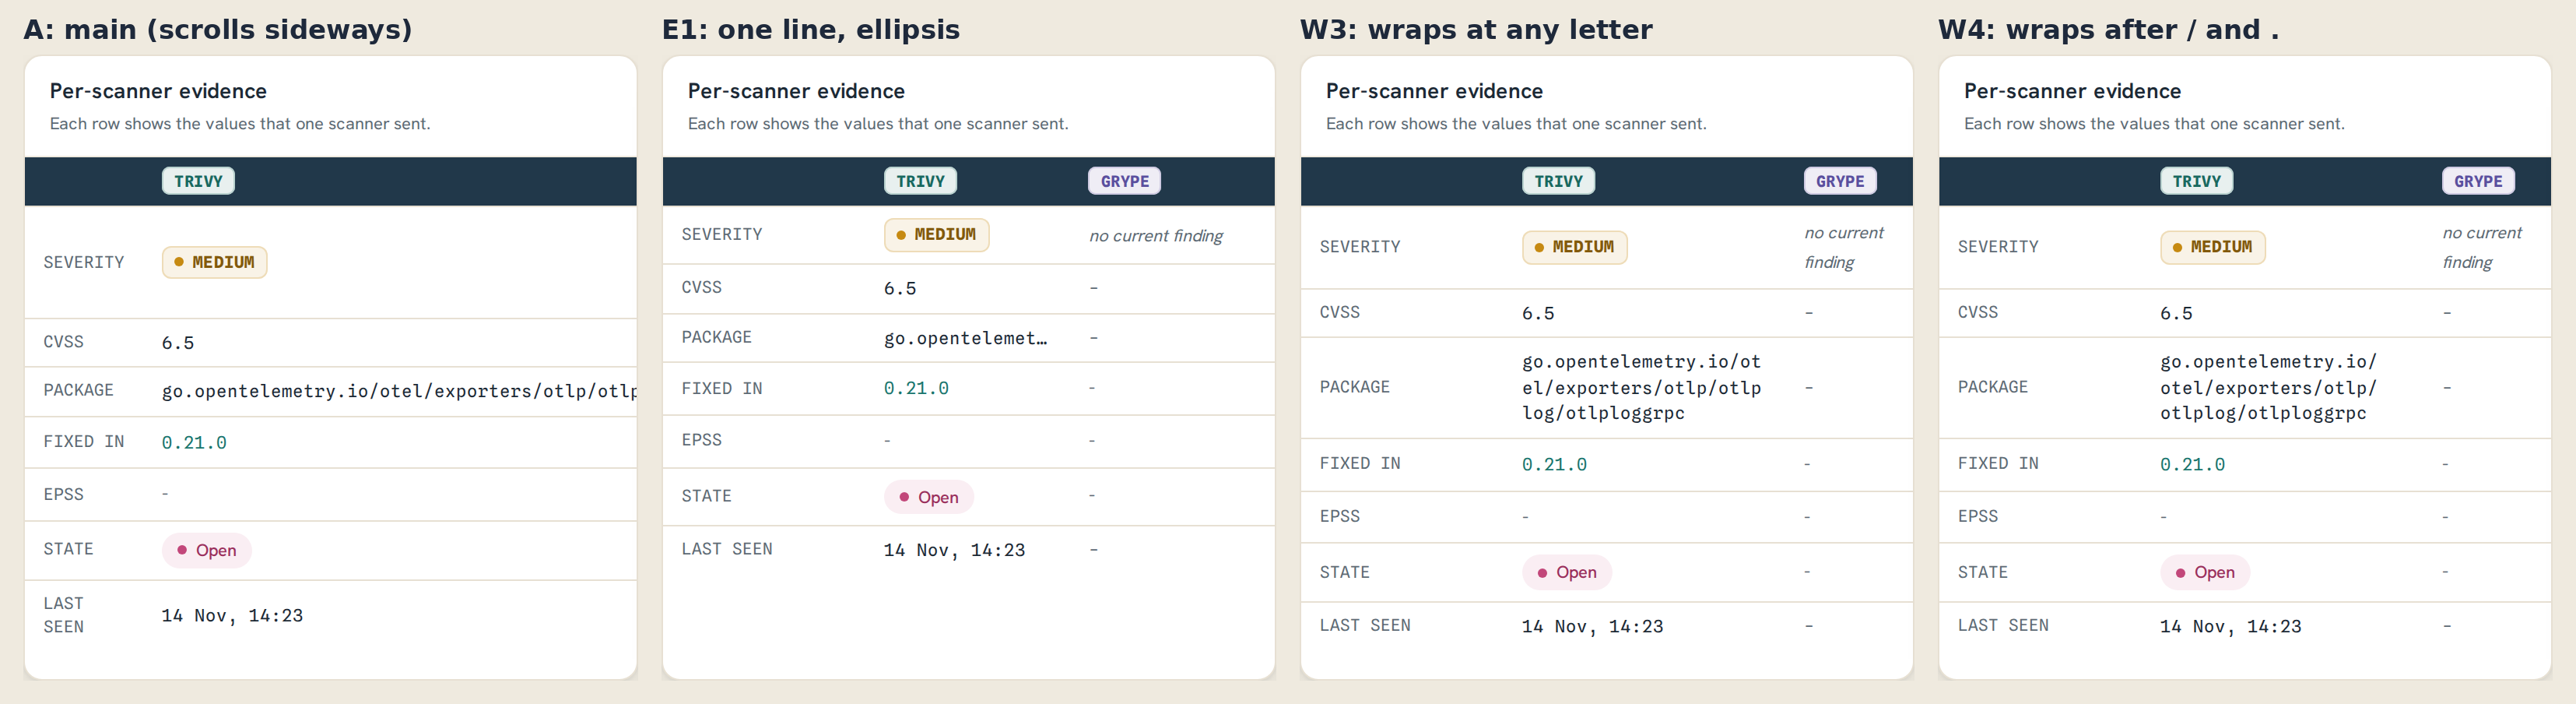 A: main (scrolls sideways)
Per-scanner evidence
Each row shows the values that one scanner sent.
TRIVY
SEVERITY MEDIUM
CVSS 6.5
PACKAGE go.opentelemetry.io/otel/exporters/otlp/otlp
FIXED IN 0.21.0
EPSS -
STATE Open
LAST
SEEN
14 Nov, 14:23
E1: one line, ellipsis
Per-scanner evidence
Each row shows the values that one scanner sent.
TRIVY GRYPE
SEVERITY MEDIUM no current finding
CVSS 6.5 –
PACKAGE go.opentelemet… –
FIXED IN 0.21.0 -
EPSS - -
STATE Open -
LAST SEEN 14 Nov, 14:23 –
W3: wraps at any letter
Per-scanner evidence
Each row shows the values that one scanner sent.
TRIVY GRYPE
SEVERITY MEDIUM no current
finding
CVSS 6.5 –
PACKAGE
go.opentelemetry.io/ot
el/exporters/otlp/otlp
log/otlploggrpc
–
FIXED IN 0.21.0 -
EPSS - -
STATE Open -
LAST SEEN 14 Nov, 14:23 –
W4: wraps after / and .
Per-scanner evidence
Each row shows the values that one scanner sent.
TRIVY GRYPE
SEVERITY MEDIUM no current
finding
CVSS 6.5 –
PACKAGE
go.opentelemetry.io/
otel/exporters/otlp/
otlplog/otlploggrpc
–
FIXED IN 0.21.0 -
EPSS - -
STATE Open -
LAST SEEN 14 Nov, 14:23 –